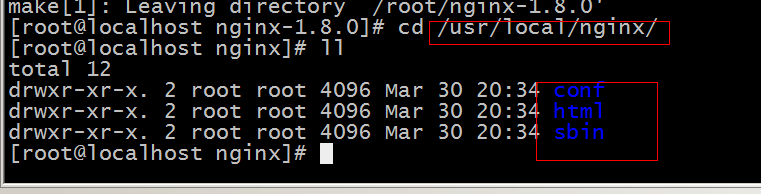 make[1]: Leaving directory `/root/nginx-1.8.0'
[root@localhost nginx-1.8.0]# cd /usr/local/nginx/
[root@localhost nginx]# ll
total 12
drwxr-xr-x. 2 root root 4096 Mar 30 20:34 conf
drwxr-xr-x. 2 root root 4096 Mar 30 20:34 html
drwxr-xr-x. 2 root root 4096 Mar 30 20:34 sbin
[root@localhost nginx]#